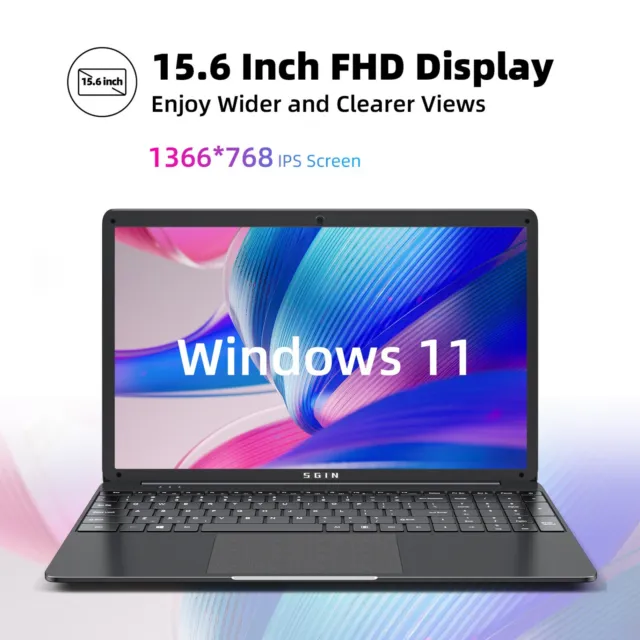 15.6 inch
15.6 Inch FHD Display
Enjoy Wider and Clearer Views
1366*768 IPS Screen
Windows 11
SGIN